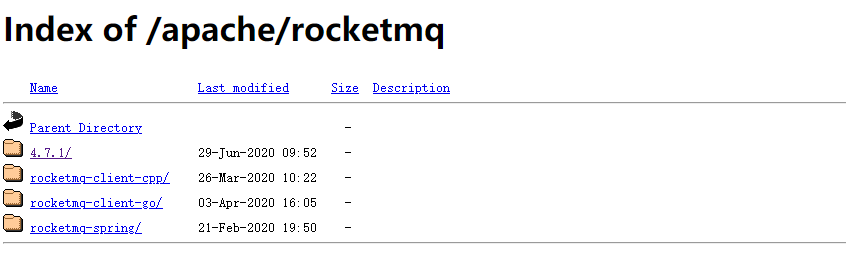 Index of /apache/rocketmq
Name Last modified Size Description
Parent Directory -
4.7.1/ 29-Jun-2020 09:52 -
rocketmq-client-cpp/ 26-Mar-2020 10:22 -
rocketmq-client-go/ 03-Apr-2020 16:05 -
rocketmq-spring/ 21-Feb-2020 19:50 -